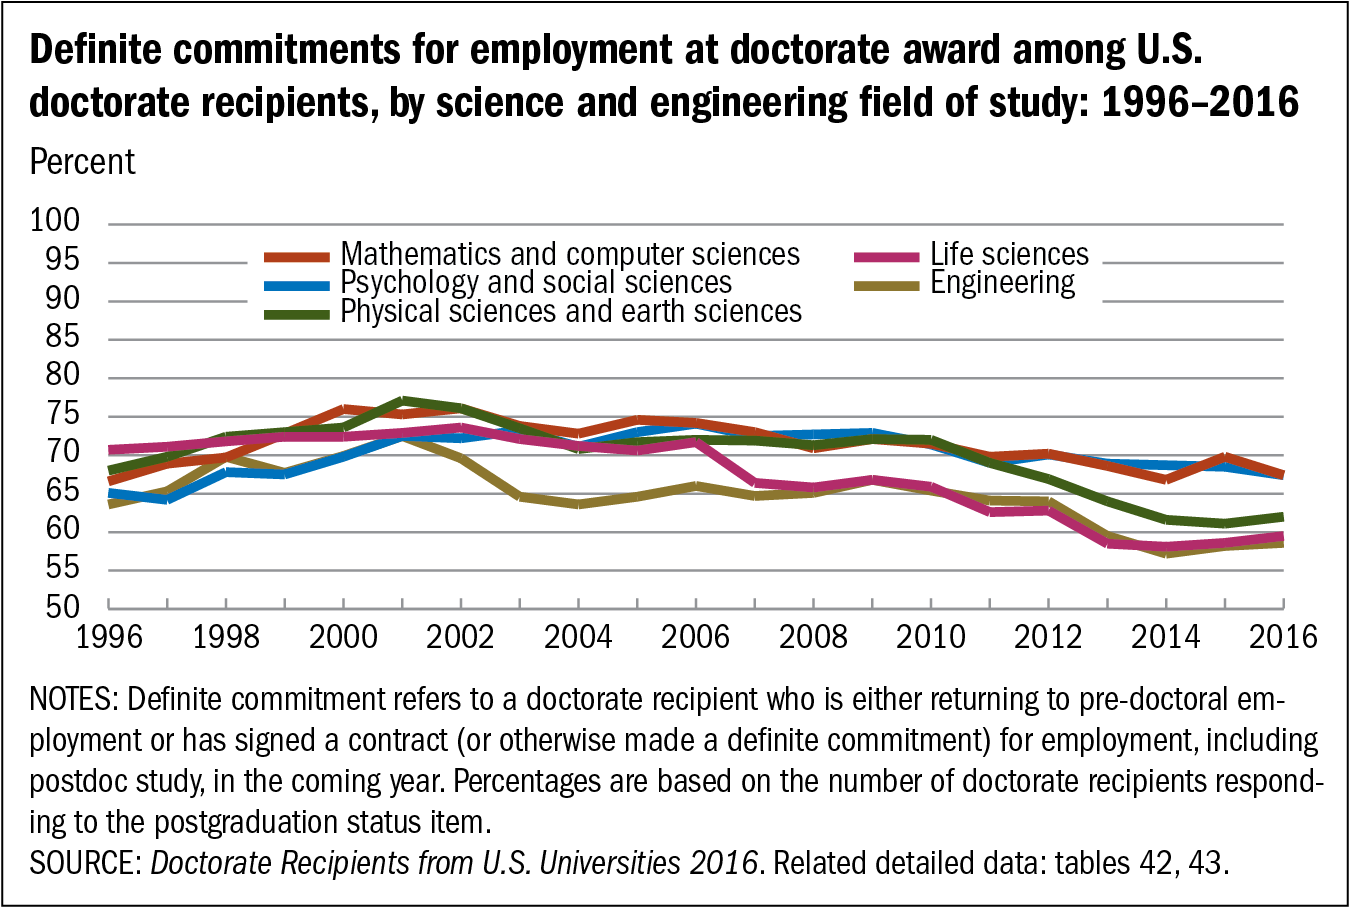 Definite commitments for employment at doctorate award among U.S.
doctorate recipients, by science and engineering field of study: 1996–2016
Percent
100
95
90
85
80
75
70
65
60
55
50
Mathematics and computer sciences
Psychology and social sciences
Physical sciences and earth sciences
Life sciences
Engineering
1996 1998 2000 2002 2004 2006 2008 2010 2012 2014 2016
NOTES: Definite commitment refers to a doctorate recipient who is either returning to pre-doctoral em-
ployment or has signed a contract (or otherwise made a definite commitment) for employment, including
postdoc study, in the coming year. Percentages are based on the number of doctorate recipients respond-
ing to the postgraduation status item.
SOURCE: Doctorate Recipients from U.S. Universities 2016. Related detailed data: tables 42, 43.